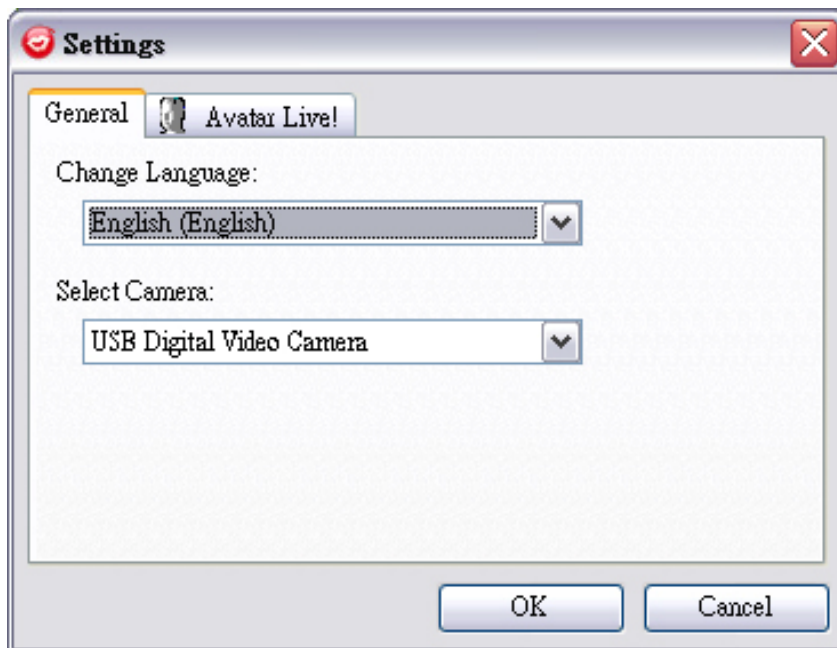 Settings
General
Avatar Live!
Change Language:
English (English)
Select Camera:
USB Digital Video Camera
OK
Cancel